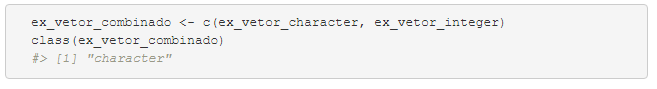 ex_vetor_combinado <- c(ex_vetor_character, ex_vetor_integer)
class(ex_vetor_combinado)
#> [1] "character"